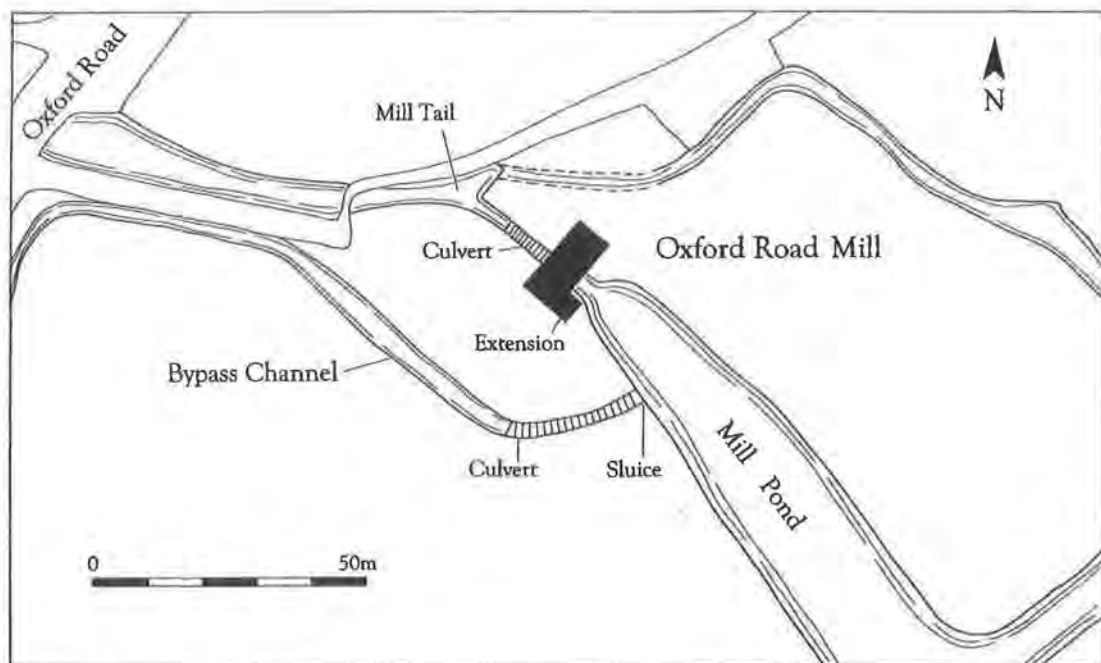 Oxford Road
N
Mill Tail
Culvert
Oxford Road Mill
Extension
Bypass Channel
Culvert
Sluice
Mill Pond
0 50m